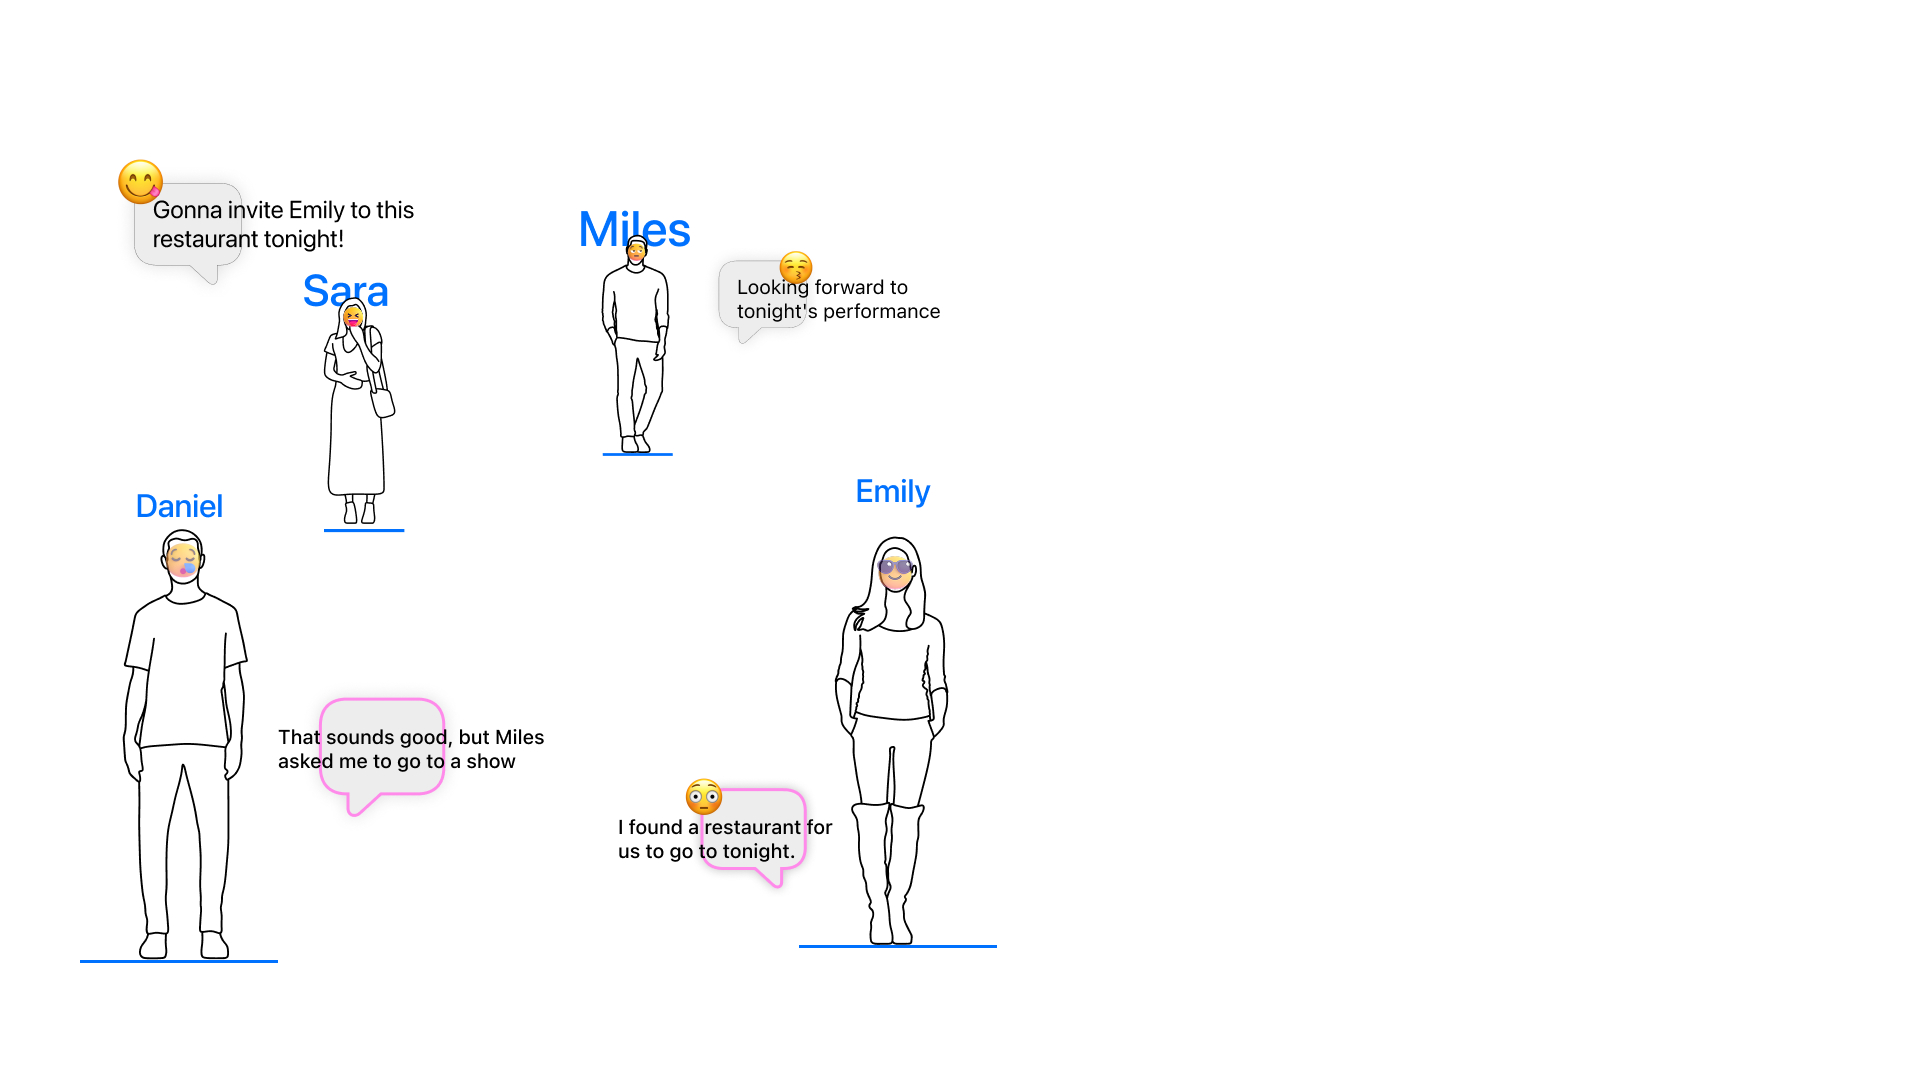 Gonna invite Emily to this
restaurant tonight!
Miles
Sara
Looking forward to
tonight's performance
Daniel
Emily
That sounds good, but Miles
asked me to go to a show
I found a restaurant for
us to go to tonight.